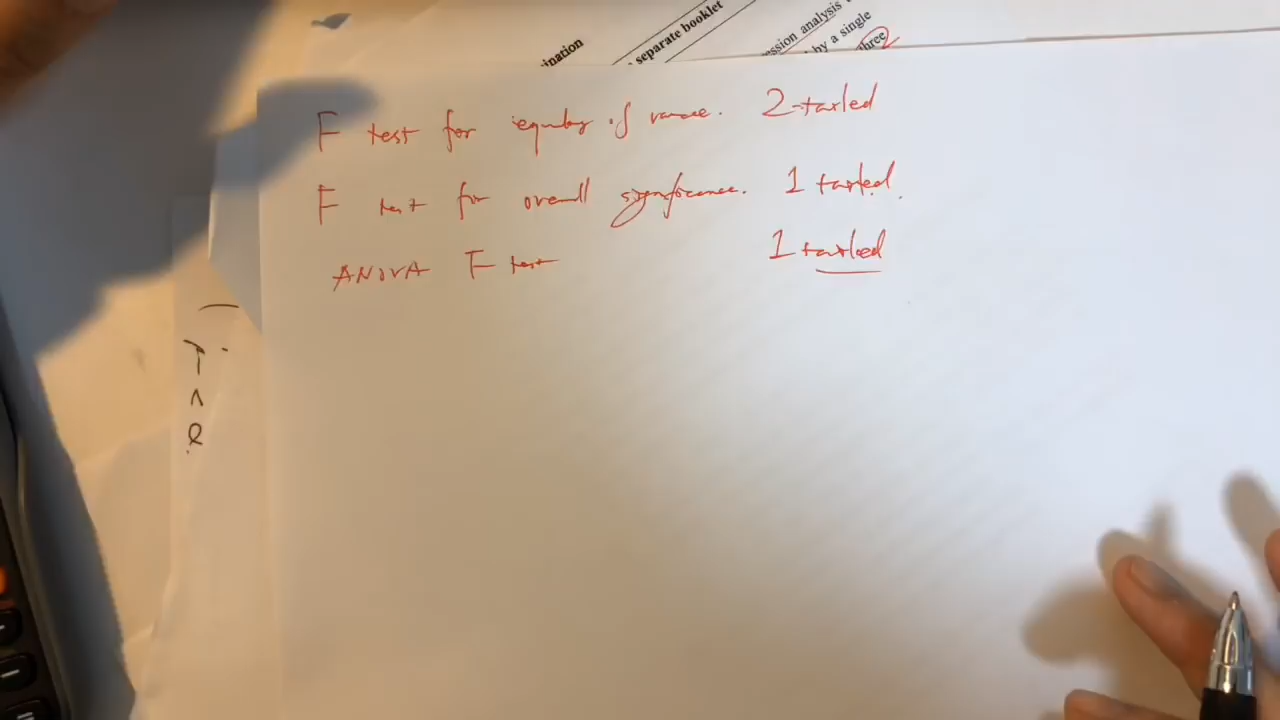 ination
separate booklet
ession analysis
by a single
three
F test for equality of variance. 2-tailed
F test for overall significance. 1 tailed.
ANOVA F test 1 tailed